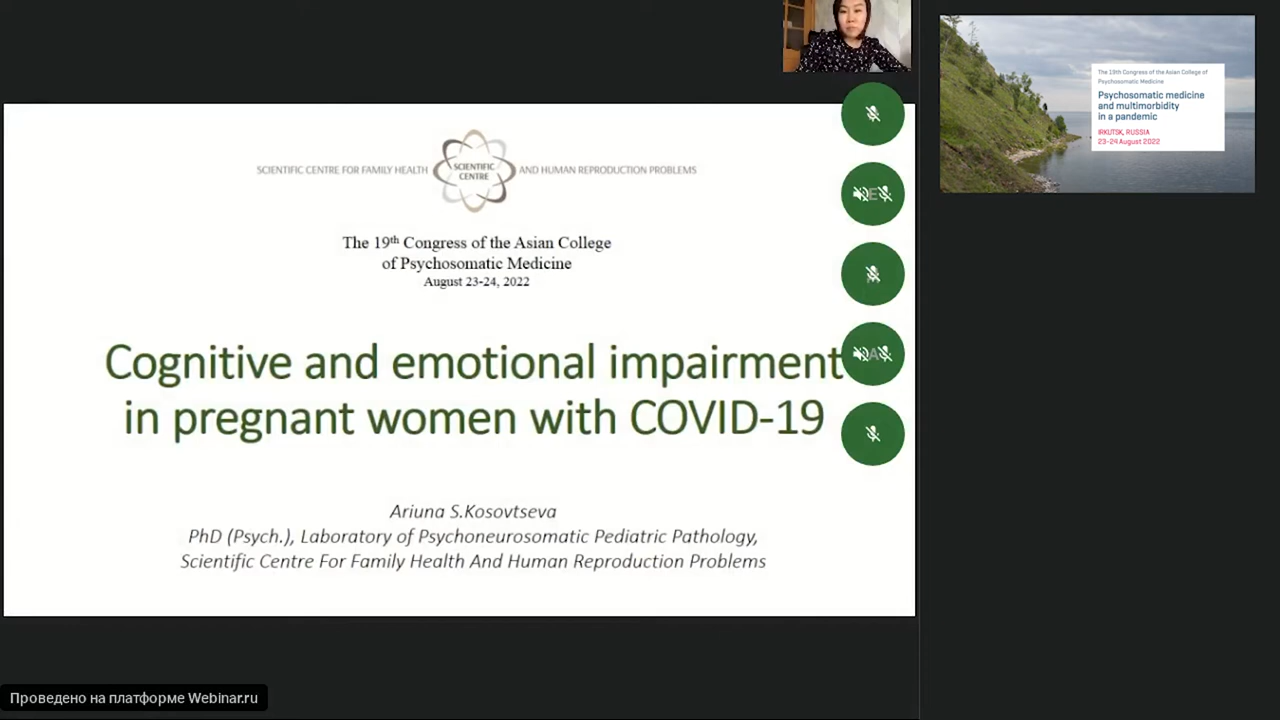 SCIENTIFIC CENTRE FOR FAMILY HEALTH
SCIENTIFIC
CENTRE
AND HUMAN REPRODUCTION PROBLEMS
The 19th Congress of the Asian College
of Psychosomatic Medicine
August 23-24, 2022
Cognitive and emotional impairment
in pregnant women with COVID-19
Ariuna S.Kosovtseva
PhD (Psych.), Laboratory of Psychoneurosomatic Pediatric Pathology,
Scientific Centre For Family Health And Human Reproduction Problems
The 19th Congress of the Asian College of
Psychosomatic Medicine
Psychosomatic medicine
and multimorbidity
in a pandemic
IRKUTSK, RUSSIA
23-24 August 2022
Проведено на платформе Webinar.ru